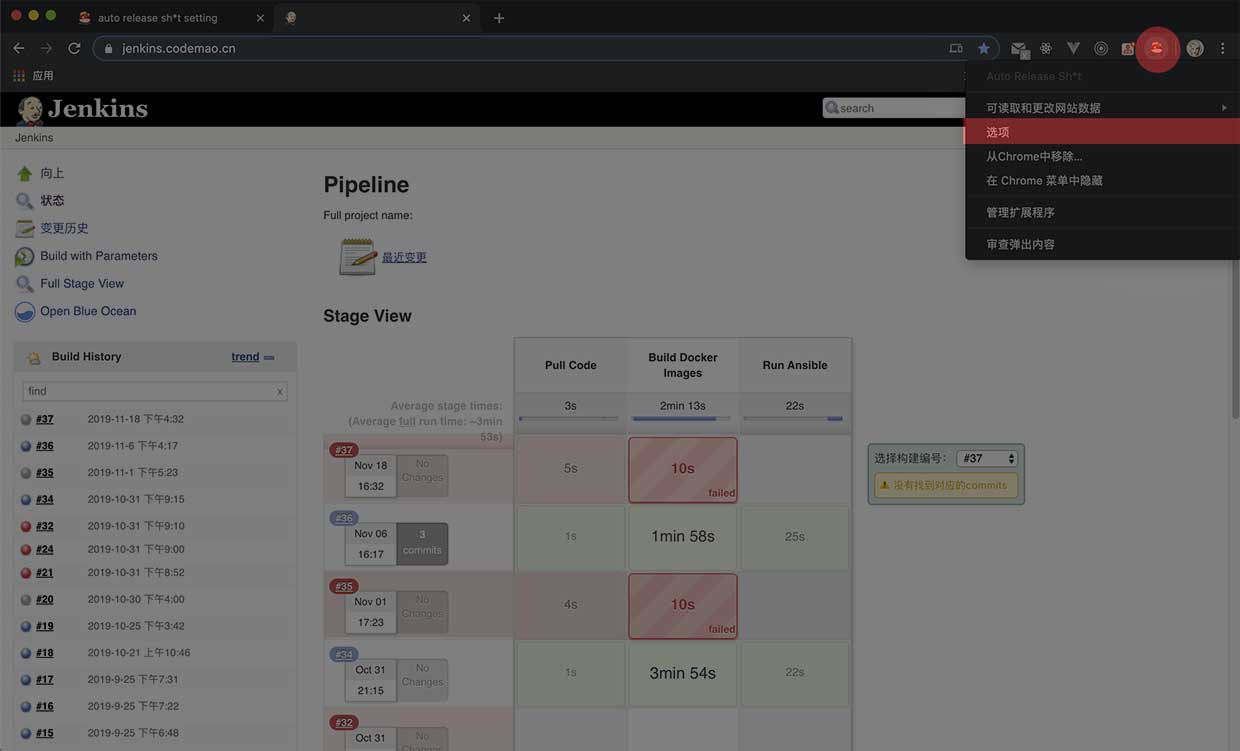 auto release sh*t setting
jenkins.codemao.cn
应用
Auto Release Sh*t
可读取和更改网站数据
选项
从Chrome中移除...
在 Chrome 菜单中隐藏
管理扩展程序
审查弹出内容
Jenkins
search
Jenkins
向上
状态
变更历史
Build with Parameters
Full Stage View
Open Blue Ocean
Build History
trend
find
x
#37 2019-11-18 下午4:32
#36 2019-11-6 下午4:17
#35 2019-11-1 下午5:23
#34 2019-10-31 下午9:15
#32 2019-10-31 下午9:10
#24 2019-10-31 下午9:00
#21 2019-10-31 下午8:52
#20 2019-10-30 下午4:00
#19 2019-10-25 下午3:42
#18 2019-10-21 上午10:46
#17 2019-9-25 下午7:31
#16 2019-9-25 下午7:22
#15 2019-9-25 下午6:48
Pipeline
Full project name:
最近变更
Stage View
Pull Code
Build Docker
Images
Run Ansible
Average stage times:
(Average full run time: ~3min
53s)
3s
2min 13s
22s
#37
Nov 18
16:32
No
Changes
5s
10s
failed
#36
Nov 06
16:17
3
commits
1s
1min 58s
25s
#35
Nov 01
17:23
No
Changes
4s
10s
failed
#34
Oct 31
21:15
No
Changes
1s
3min 54s
22s
#32
Oct 31
No
Changes
选择构建编号：
#37
没有找到对应的commits